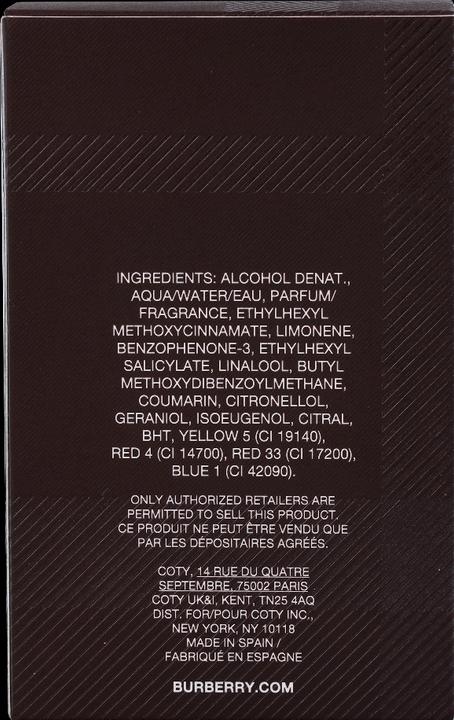 INGREDIENTS: ALCOHOL DENAT.,
AQUA/WATER/EAU, PARFUM/
FRAGRANCE, ETHYLHEXYL
METHOXYCINNAMATE, LIMONENE,
BENZOPHENONE-3, ETHYLHEXYL
SALICYLATE, LINALOOL, BUTYL
METHOXYDIBENZOYLMETHANE,
COUMARIN, CITRONELLOL,
GERANIOL, ISOEUGENOL, CITRAL,
BHT, YELLOW 5 (CI 19140),
RED 4 (CI 14700), RED 33 (CI 17200),
BLUE 1 (CI 42090).
ONLY AUTHORIZED RETAILERS ARE
PERMITTED TO SELL THIS PRODUCT.
CE PRODUIT NE PEUT ÊTRE VENDU QUE
PAR LES DÉPOSITAIRES AGRÉÉS.
COTY, 14 RUE DU QUATRE
SEPTEMBRE, 75002 PARIS
COTY UK&I, KENT, TN25 4AQ
DIST. FOR/POUR COTY INC.,
NEW YORK, NY 10118
MADE IN SPAIN /
FABRIQUÉ EN ESPAGNE
BURBERRY.COM